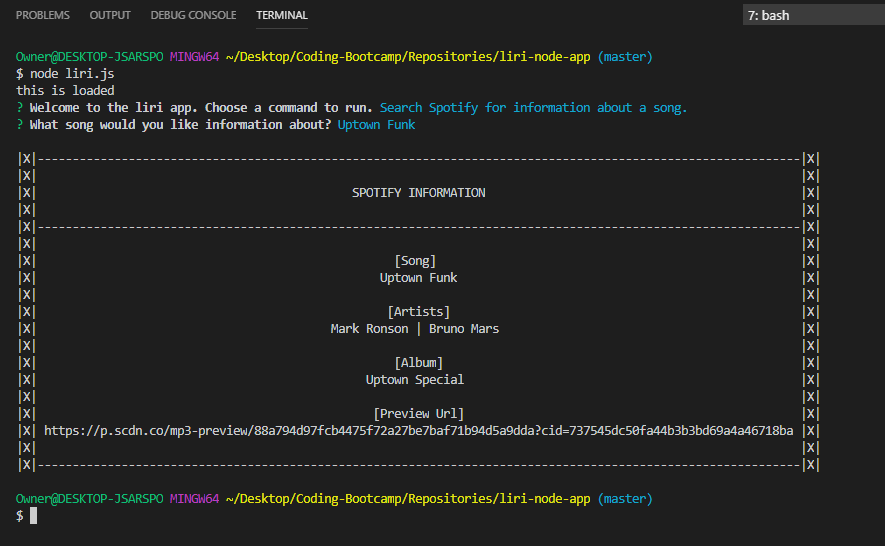 PROBLEMS OUTPUT DEBUG CONSOLE TERMINAL 7: bash
Owner@DESKTOP-JSARSPO MINGW64 ~/Desktop/Coding-Bootcamp/Repositories/liri-node-app (master)
$ node liri.js
this is loaded
? Welcome to the liri app. Choose a command to run. Search Spotify for information about a song.
? What song would you like information about? Uptown Funk
|X|-------------------------------------------------------------------------------------------------------------|X|
|X| |X|
|X| SPOTIFY INFORMATION |X|
|X| |X|
|X|-------------------------------------------------------------------------------------------------------------|X|
|X| |X|
|X| [Song] |X|
|X| Uptown Funk |X|
|X| |X|
|X| [Artists] |X|
|X| Mark Ronson | Bruno Mars |X|
|X| |X|
|X| [Album] |X|
|X| Uptown Special |X|
|X| |X|
|X| [Preview Url] |X|
|X| https://p.scdn.co/mp3-preview/88a794d97fcb4475f72a27be7baf71b94d5a9dda?cid=737545dc50fa44b3b3bd69a4a46718ba |X|
|X| |X|
|X|-------------------------------------------------------------------------------------------------------------|X|
Owner@DESKTOP-JSARSPO MINGW64 ~/Desktop/Coding-Bootcamp/Repositories/liri-node-app (master)
$